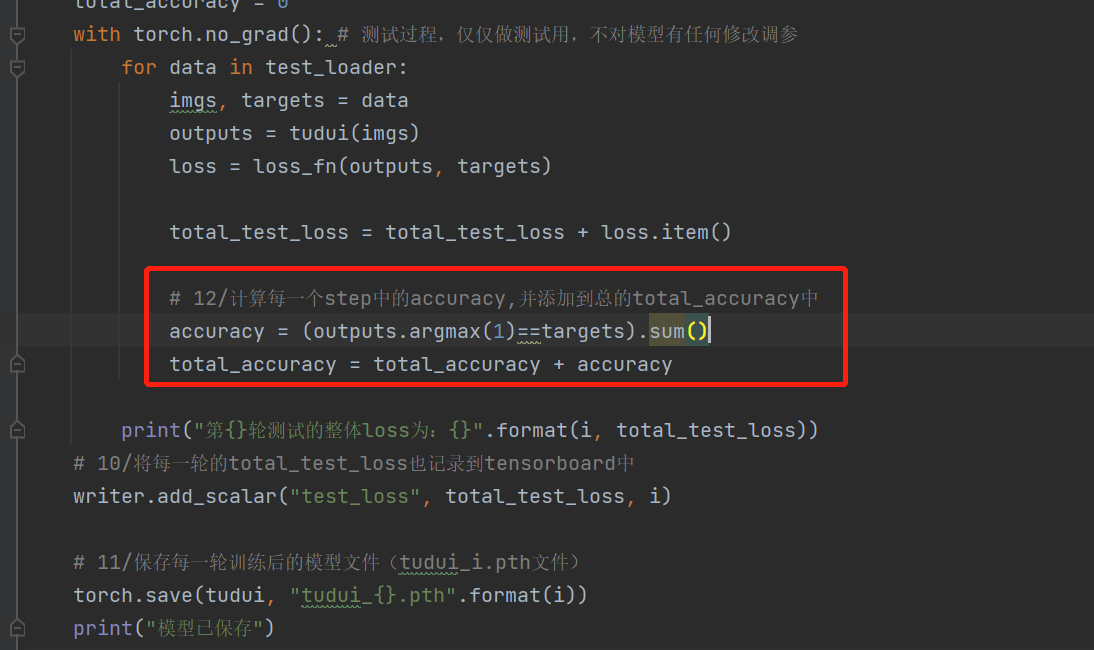 total_accuracy = 0
with torch.no_grad(): # 测试过程，仅仅做测试用，不对模型有任何修改调参
for data in test_loader:
imgs, targets = data
outputs = tudui(imgs)
loss = loss_fn(outputs, targets)
total_test_loss = total_test_loss + loss.item()
# 12/计算每一个step中的accuracy,并添加到总的total_accuracy中
accuracy = (outputs.argmax(1)==targets).sum()
total_accuracy = total_accuracy + accuracy
print("第{}轮测试的整体loss为：{}".format(i, total_test_loss))
# 10/将每一轮的total_test_loss也记录到tensorboard中
writer.add_scalar("test_loss", total_test_loss, i)
# 11/保存每一轮训练后的模型文件（tudui_i.pth文件）
torch.save(tudui, "tudui_{}.pth".format(i))
print("模型已保存")